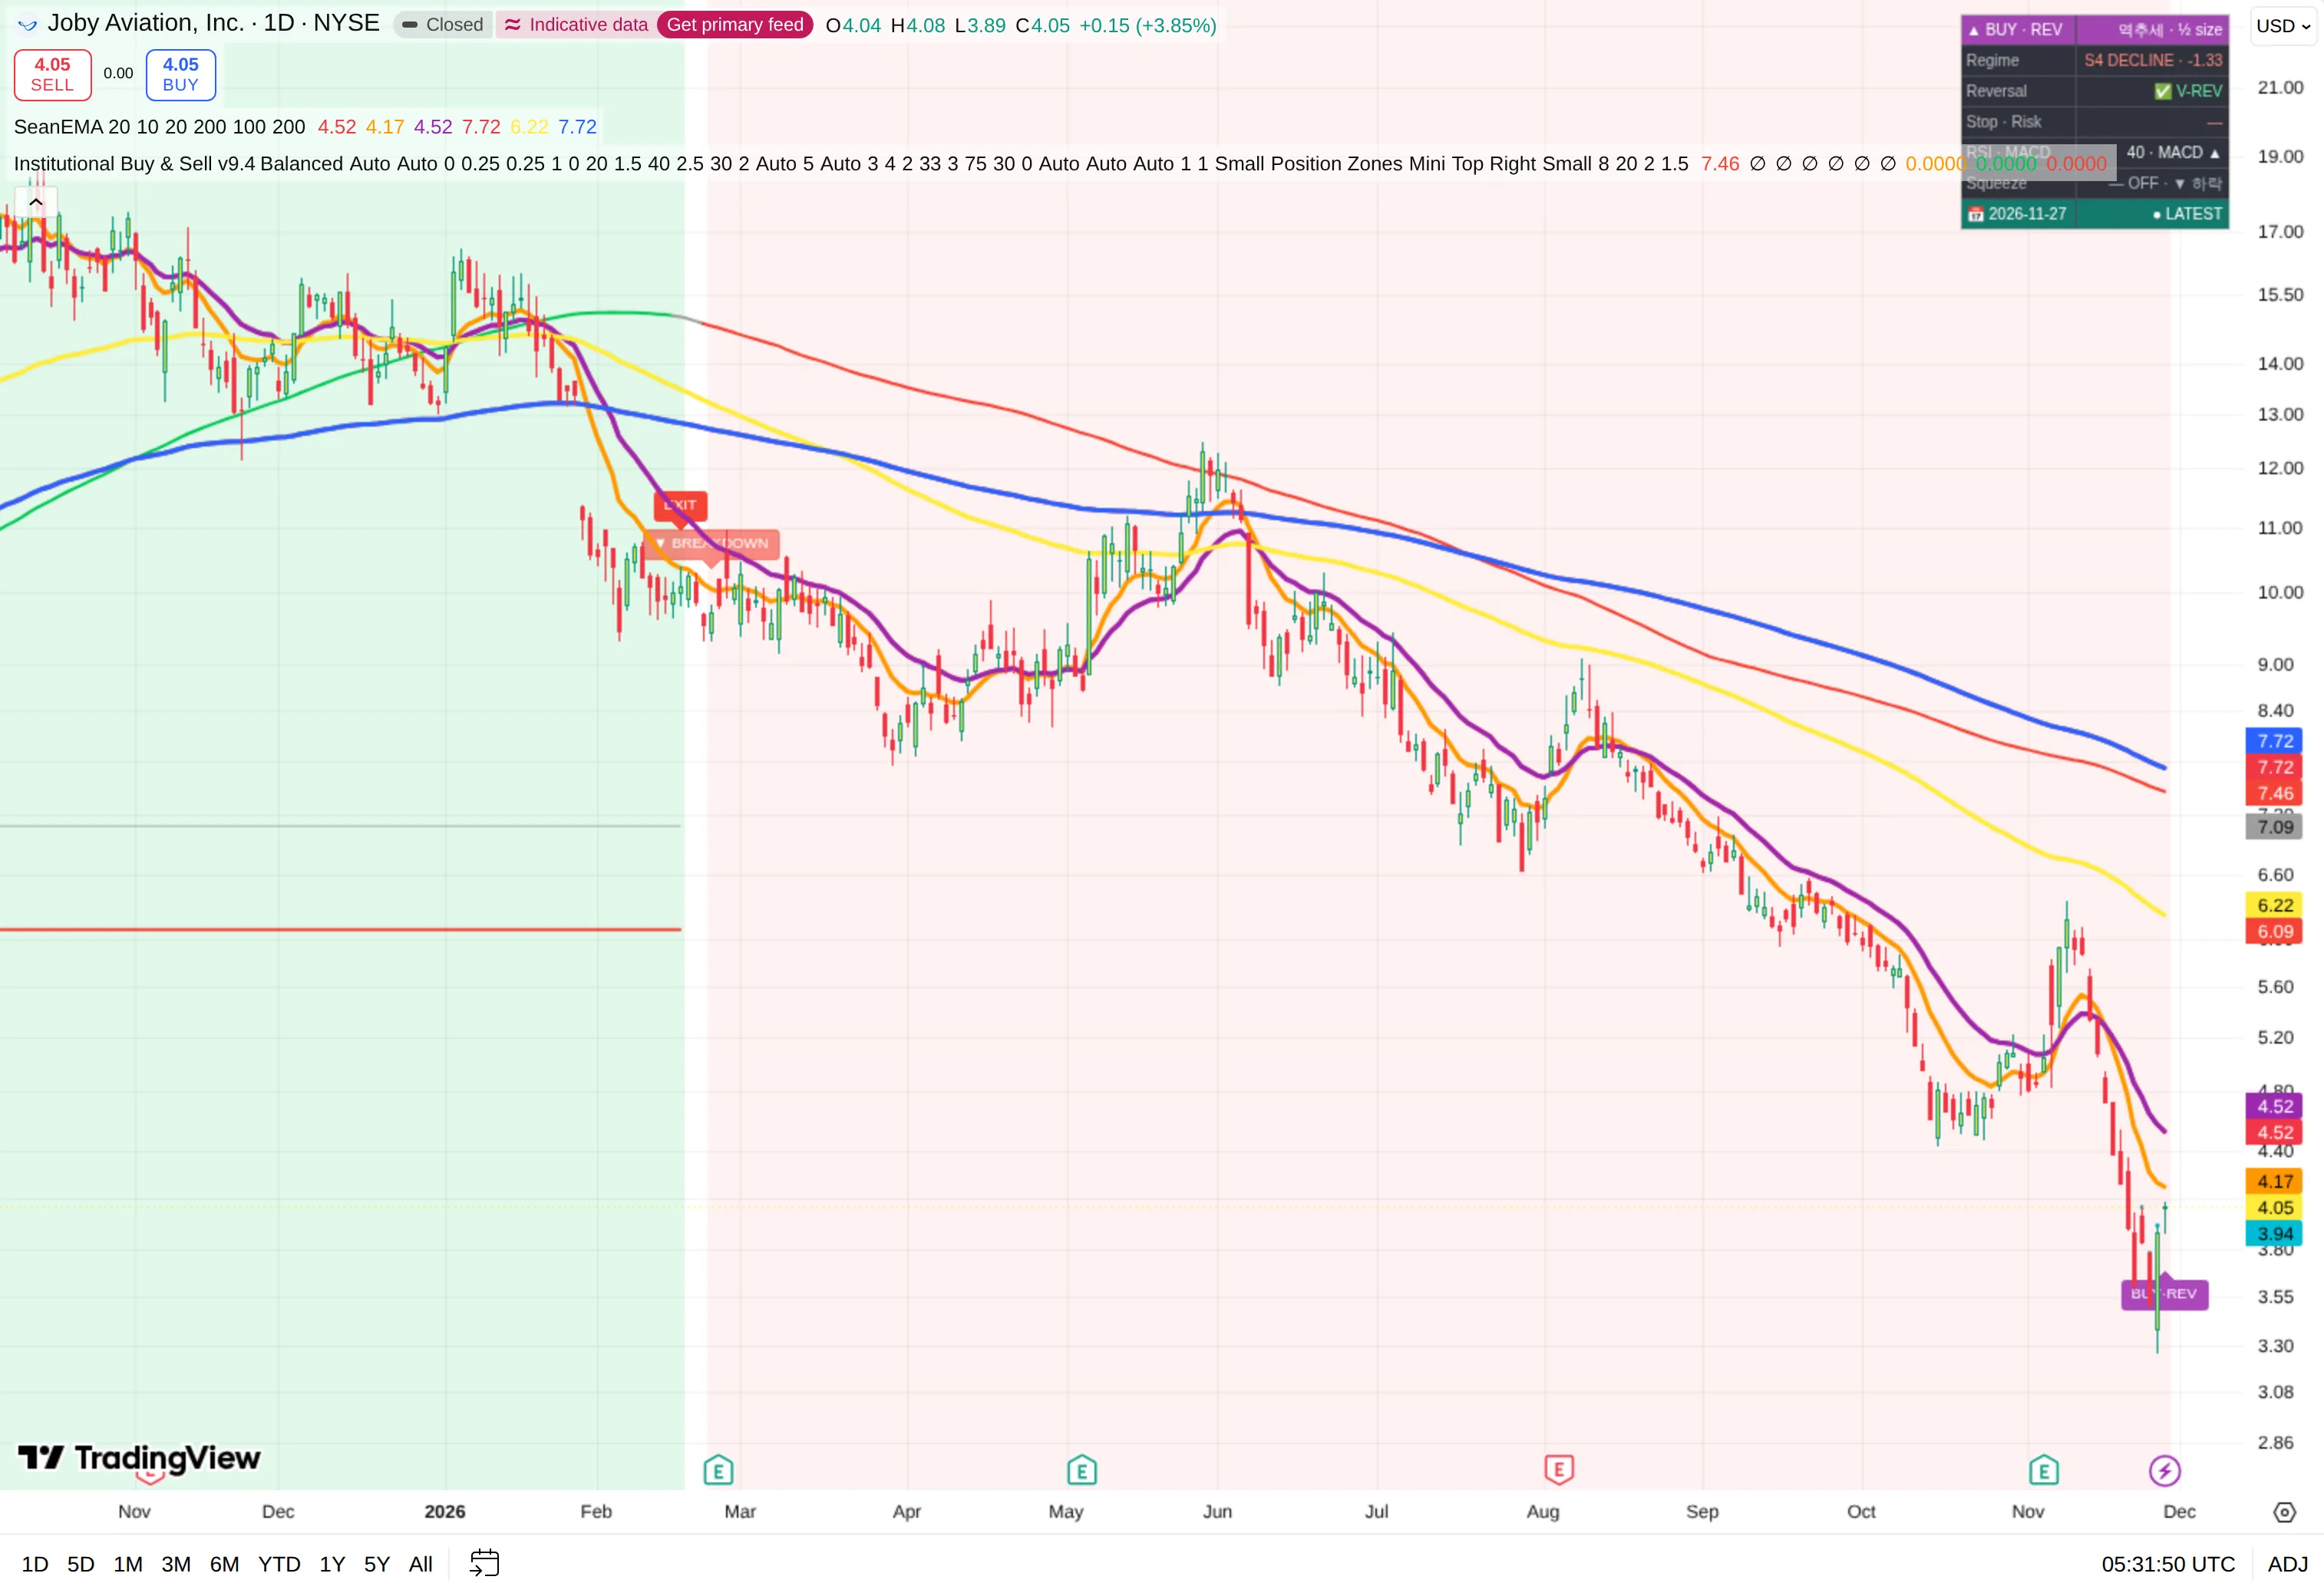 Joby Aviation, Inc. · 1D · NYSE Closed Indicative data Get primary feed O4.04 H4.08 L3.89 C4.05 +0.15 (+3.85%)
4.05 SELL 0.00 4.05 BUY
SeanEMA 20 10 20 200 100 200 4.52 4.17 4.52 7.72 6.22 7.72
Institutional Buy & Sell v9.4 Balanced Auto Auto 0 0.25 0.25 1 0 20 1.5 40 2.5 30 2 Auto 5 Auto 3 4 2 33 3 75 30 0 Auto Auto Auto 1 1 Small Position Zones Mini Top Right Small 8 20 2 1.5 7.46 ∅ ∅ ∅ ∅ ∅ ∅ 0.0000 0.0000 0.0000
▲ BUY · REV 역추세 · ½ size
Regime S4 DECLINE · -1.33
Reversal ✅ V-REV
Stop · Risk —
RSI · MACD 40 · MACD ▲
Squeeze — OFF · ▼ 하락
📅 2026-11-27 ● LATEST
USD
21.00
19.00
17.00
15.50
14.00
13.00
12.00
11.00
10.00
9.00
8.40
7.72
7.72
7.46
7.09
6.60
6.22
6.09
5.60
5.20
4.80
4.52
4.52
4.40
4.17
4.05
3.94
3.80
3.55
3.30
3.08
2.86
EXIT
▼ BREAKDOWN
BUY·REV
TradingView
E E E E
Nov Dec 2026 Feb Mar Apr May Jun Jul Aug Sep Oct Nov Dec
1D 5D 1M 3M 6M YTD 1Y 5Y All 05:31:50 UTC ADJ